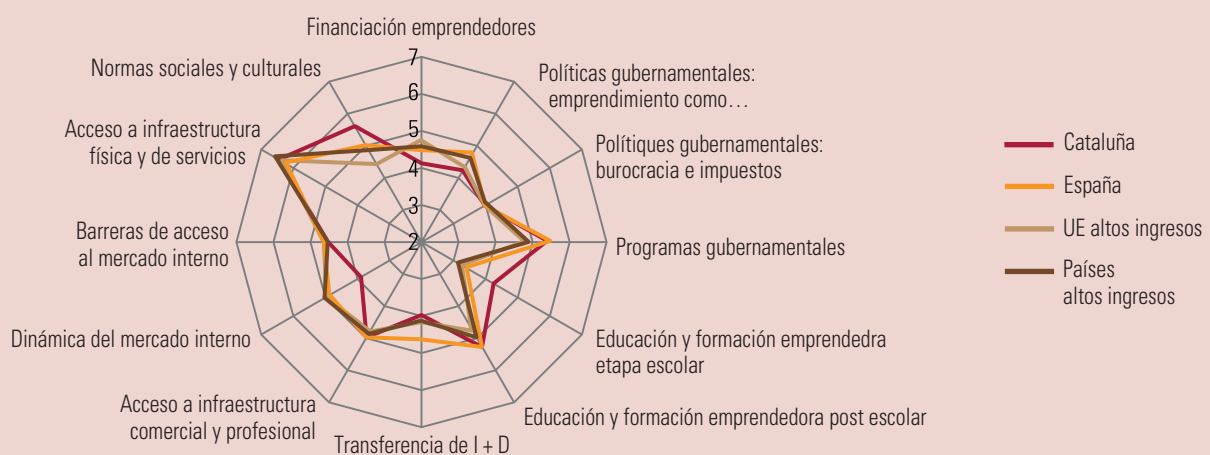 Financiación emprendedores
Políticas gubernamentales:
emprendimiento como…
Polítiques gubernamentales:
burocracia e impuestos
Programas gubernamentales
Educación y formación emprendedra
etapa escolar
Educación y formación emprendedora post escolar
Transferencia de I + D
Acceso a infraestructura
comercial y profesional
Dinámica del mercado interno
Barreras de acceso
al mercado interno
Acceso a infraestructura
física y de servicios
Normas sociales y culturales
7
6
5
4
3
2
Cataluña
España
UE altos ingresos
Países
altos ingresos